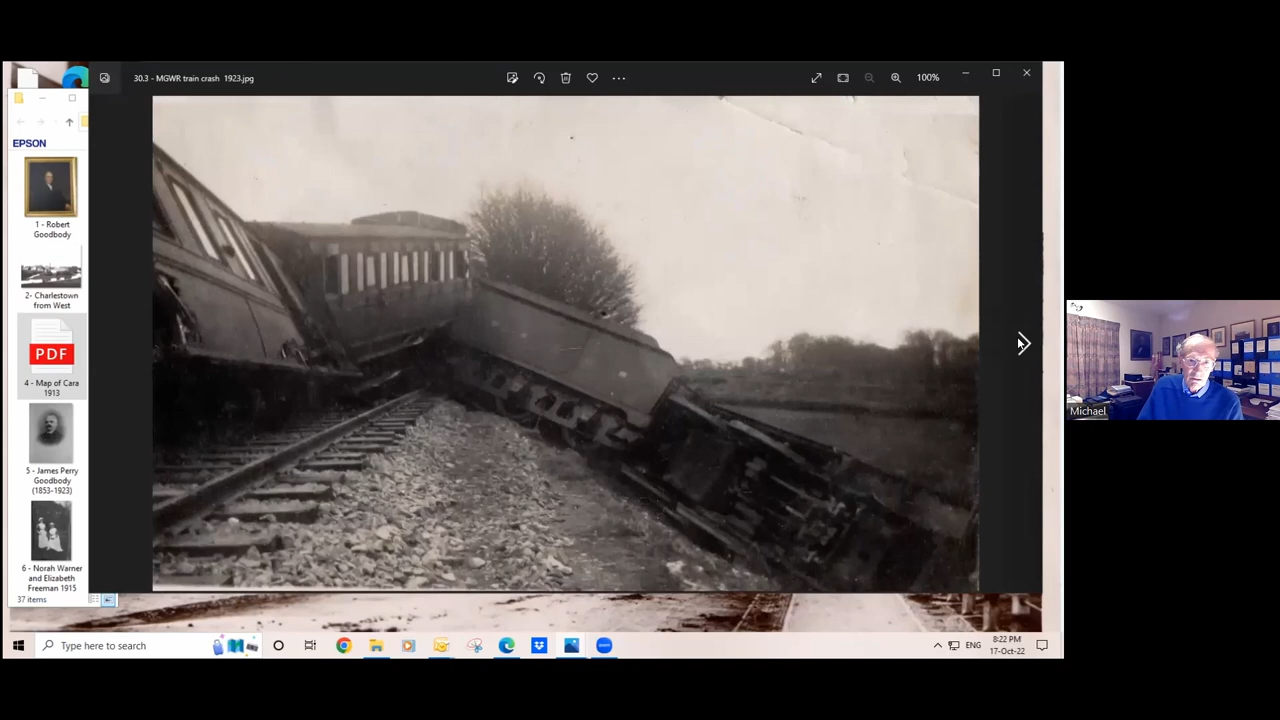 30.3 - MGWR train crash 1923.jpg
100%
EPSON
1 - Robert
Goodbody
2- Charlestown
from West
PDF
4 - Map of Cara
1913
5 - James Perry
Goodbody
(1853-1923)
6 - Norah Warner
and Elizabeth
Freeman 1915
37 items
Michael
Type here to search
zoom
ENG
8:22 PM
17-Oct-22